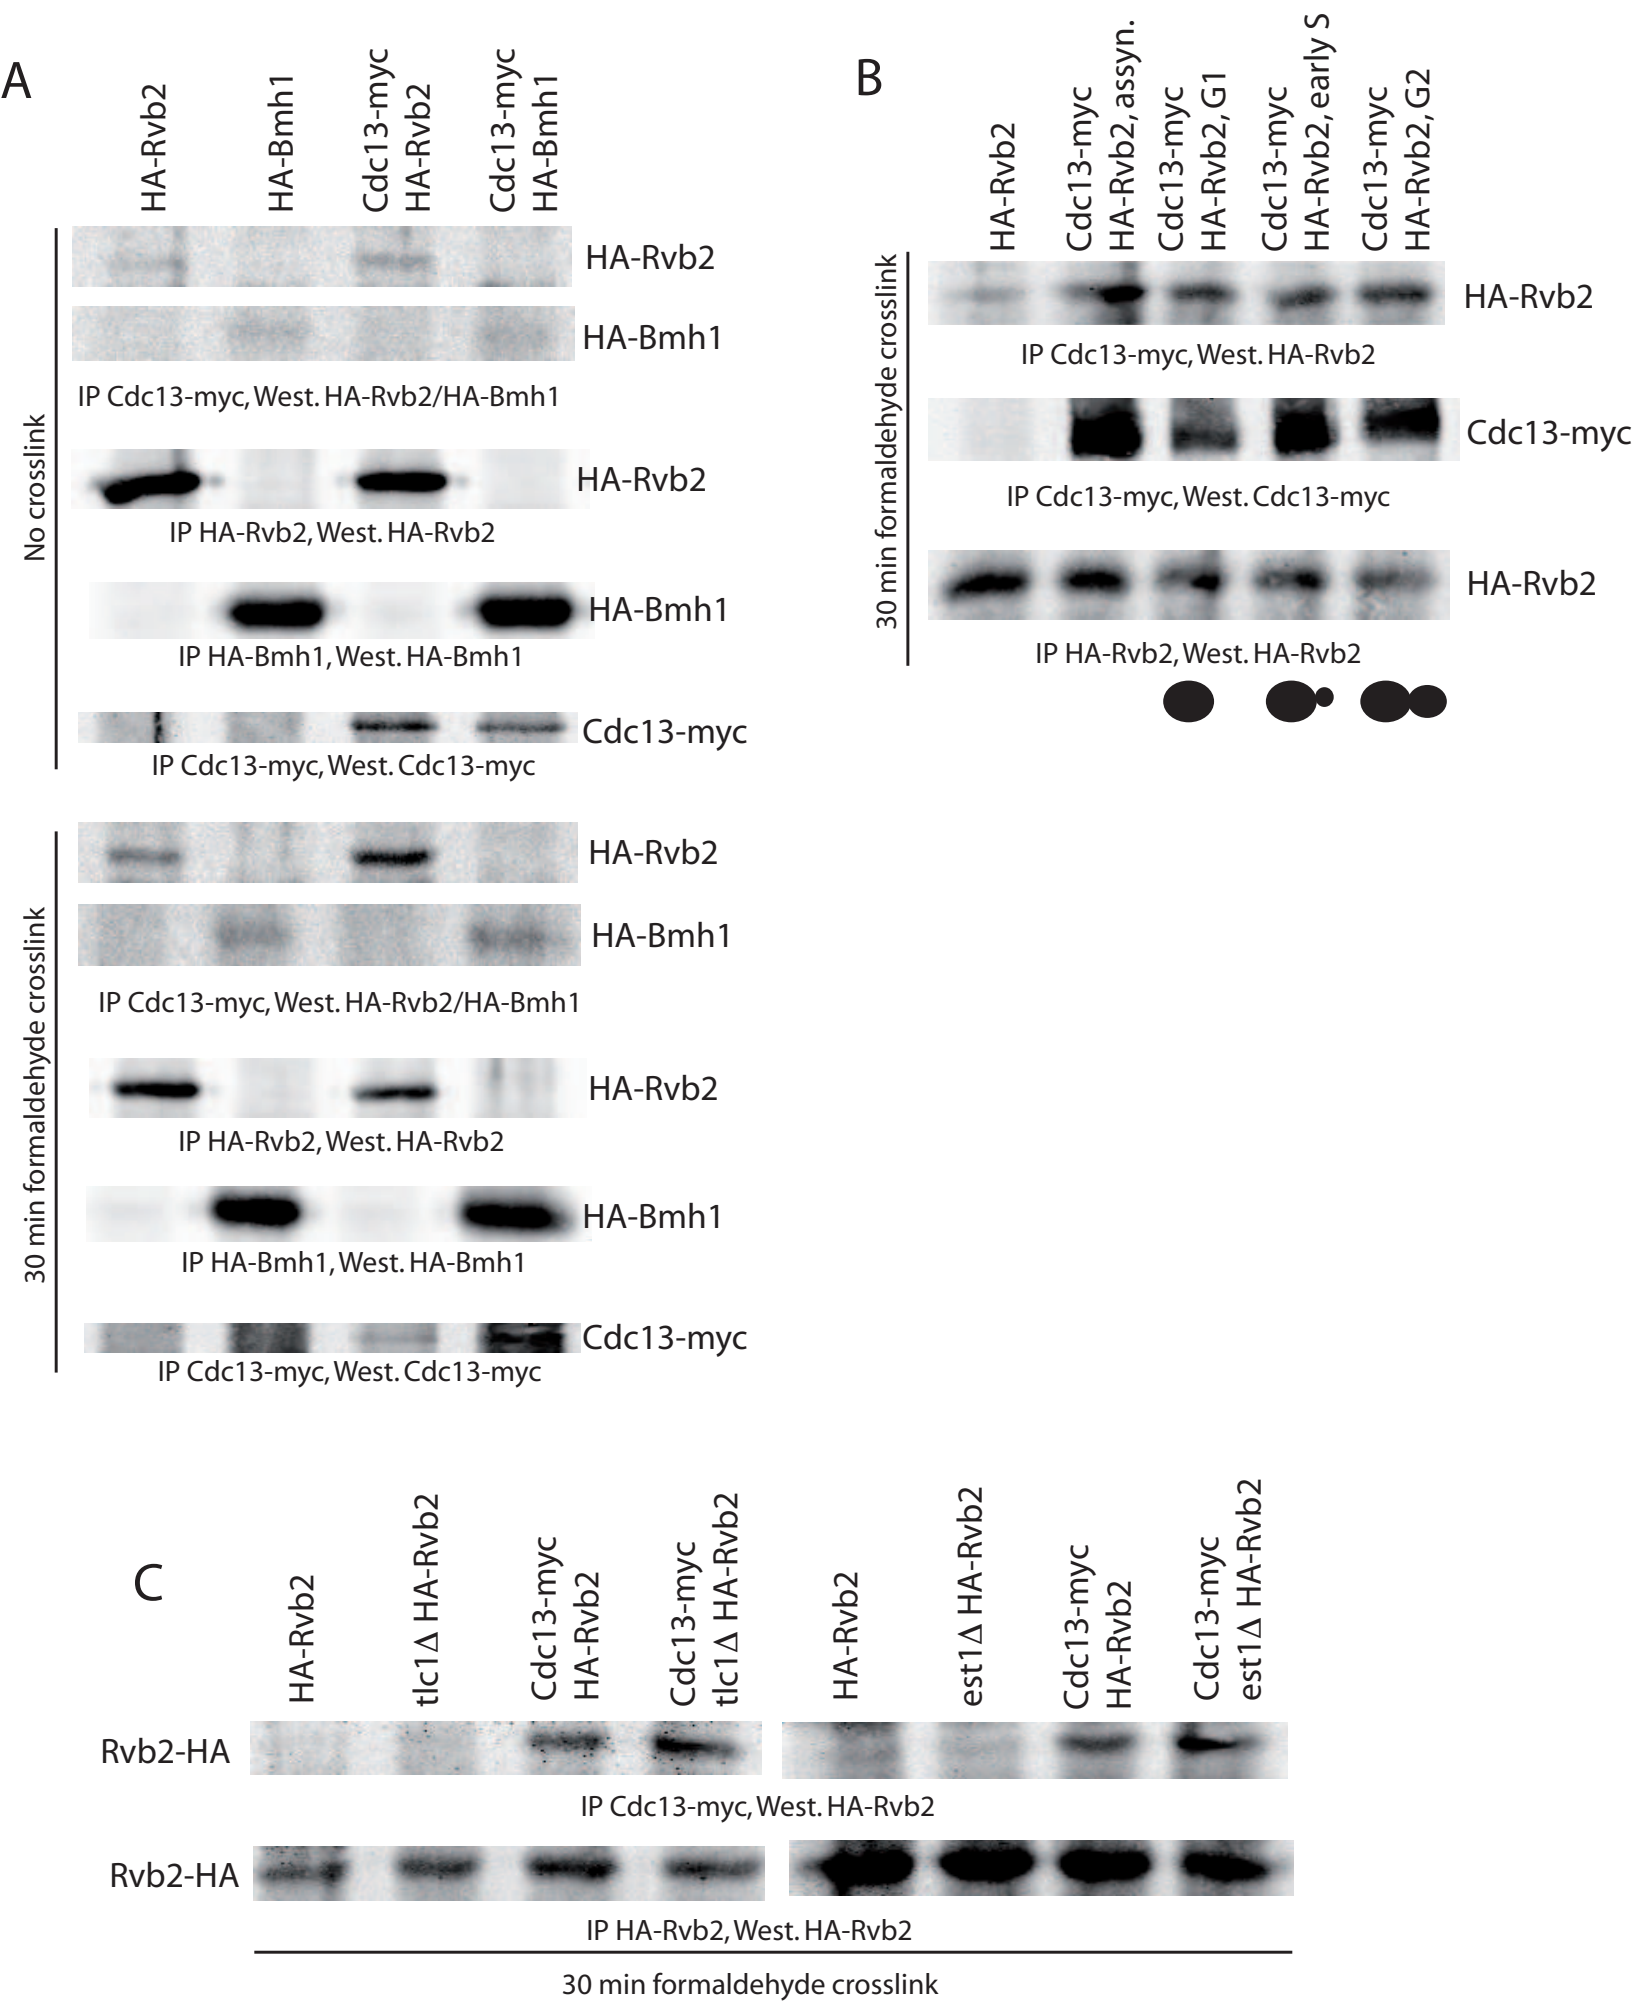 A
HA-Rvb2
HA-Bmh1
Cdc13-myc
HA-Rvb2
Cdc13-myc
HA-Bmh1
No crosslink
HA-Rvb2
HA-Bmh1
IP Cdc13-myc, West. HA-Rvb2/HA-Bmh1
HA-Rvb2
IP HA-Rvb2, West. HA-Rvb2
HA-Bmh1
IP HA-Bmh1, West. HA-Bmh1
Cdc13-myc
IP Cdc13-myc, West. Cdc13-myc
30 min formaldehyde crosslink
HA-Rvb2
HA-Bmh1
IP Cdc13-myc, West. HA-Rvb2/HA-Bmh1
HA-Rvb2
IP HA-Rvb2, West. HA-Rvb2
HA-Bmh1
IP HA-Bmh1, West. HA-Bmh1
Cdc13-myc
IP Cdc13-myc, West. Cdc13-myc
B
HA-Rvb2
Cdc13-myc
HA-Rvb2, assyn.
Cdc13-myc
HA-Rvb2, G1
Cdc13-myc
HA-Rvb2, early S
Cdc13-myc
HA-Rvb2, G2
30 min formaldehyde crosslink
HA-Rvb2
IP Cdc13-myc, West. HA-Rvb2
Cdc13-myc
IP Cdc13-myc, West. Cdc13-myc
HA-Rvb2
IP HA-Rvb2, West. HA-Rvb2
C
HA-Rvb2
tlc1Δ HA-Rvb2
Cdc13-myc
HA-Rvb2
Cdc13-myc
tlc1Δ HA-Rvb2
HA-Rvb2
est1Δ HA-Rvb2
Cdc13-myc
HA-Rvb2
Cdc13-myc
est1Δ HA-Rvb2
Rvb2-HA
IP Cdc13-myc, West. HA-Rvb2
Rvb2-HA
IP HA-Rvb2, West. HA-Rvb2
30 min formaldehyde crosslink